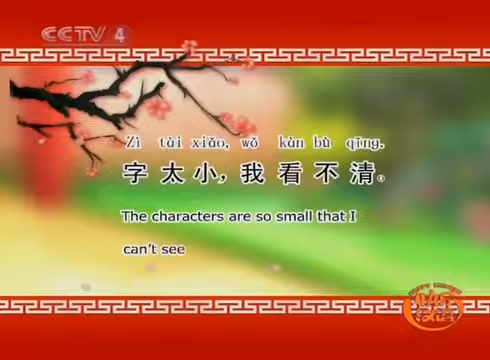 CCTV 4
Zì tài xiǎo, wǒ kàn bù qīng.
字太小，我看不清。
The characters are so small that I
can't see